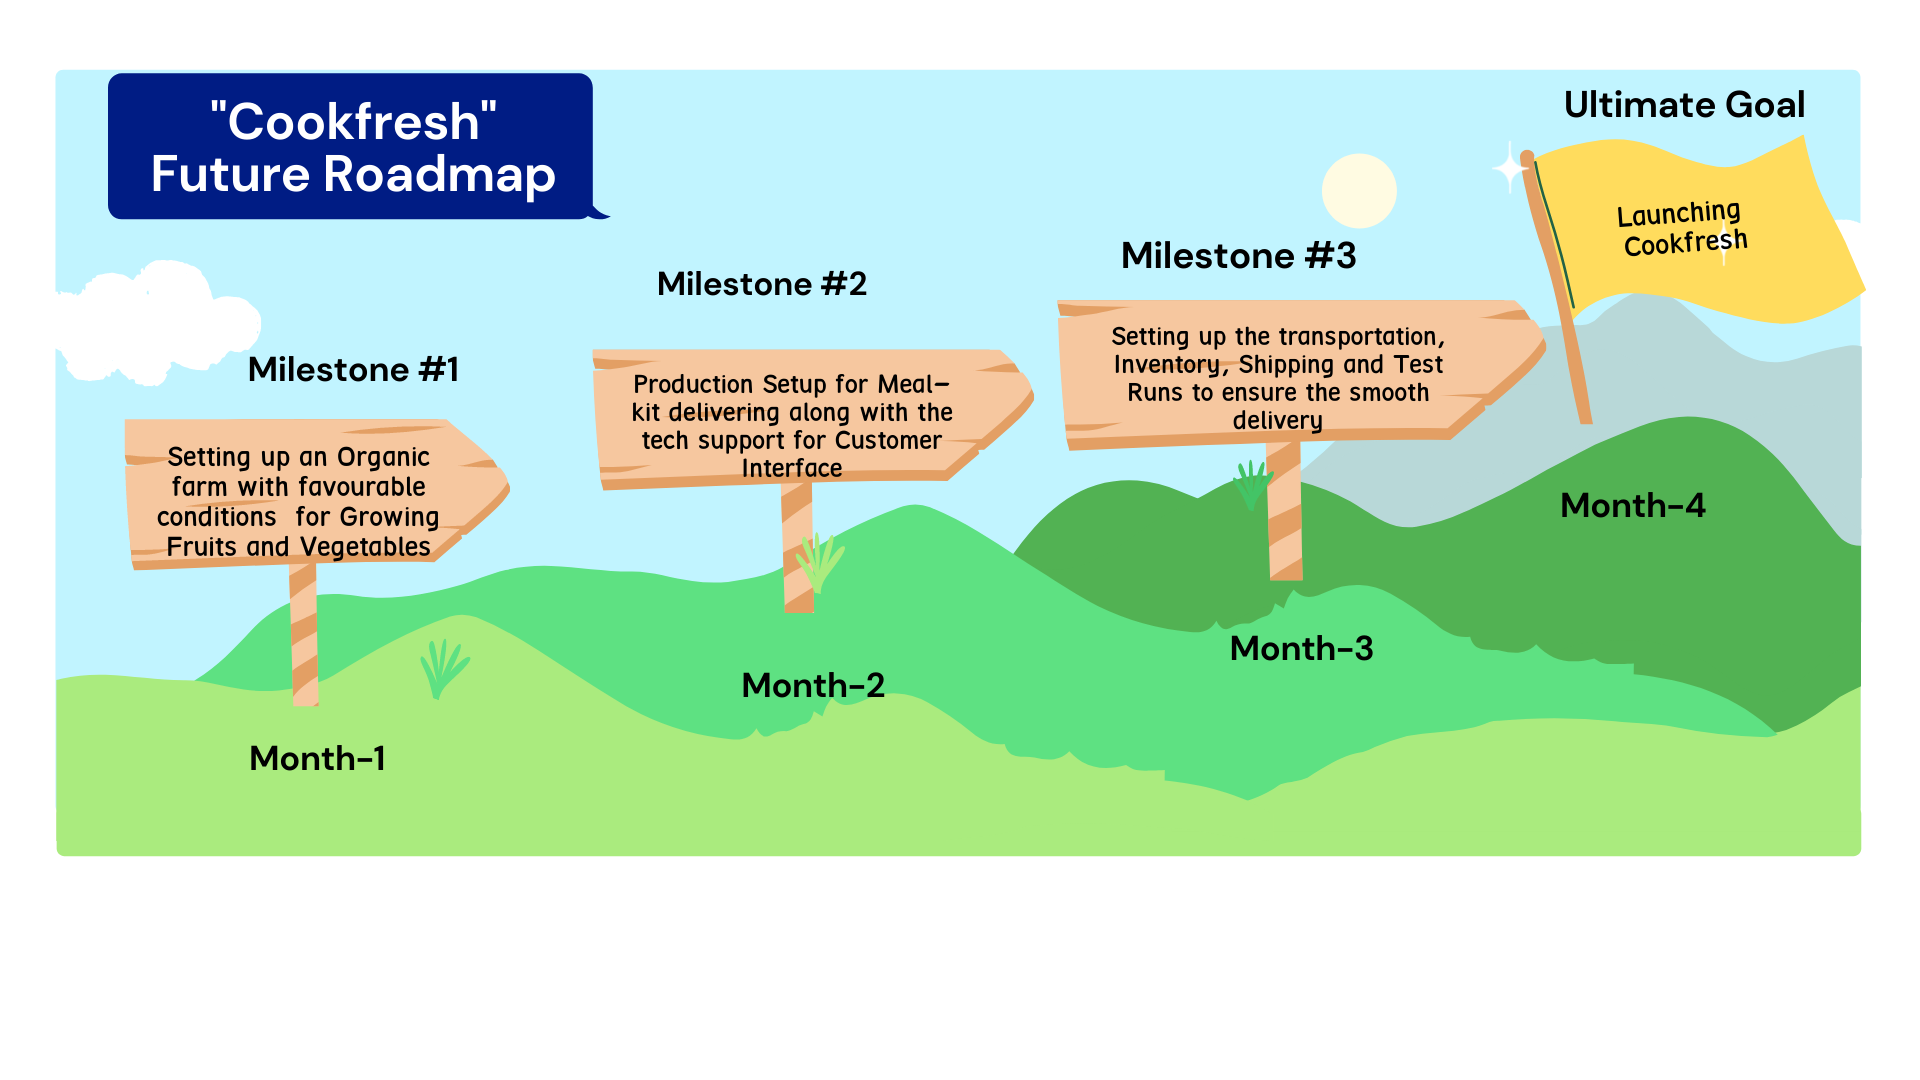 "Cookfresh"
Future Roadmap
Ultimate Goal
Launching
Cookfresh
Milestone #3
Setting up the transportation,
Inventory, Shipping and Test
Runs to ensure the smooth
delivery
Milestone #2
Production Setup for Meal-
kit delivering along with the
tech support for Customer
Interface
Milestone #1
Setting up an Organic
farm with favourable
conditions  for Growing
Fruits and Vegetables
Month-4
Month-3
Month-2
Month-1